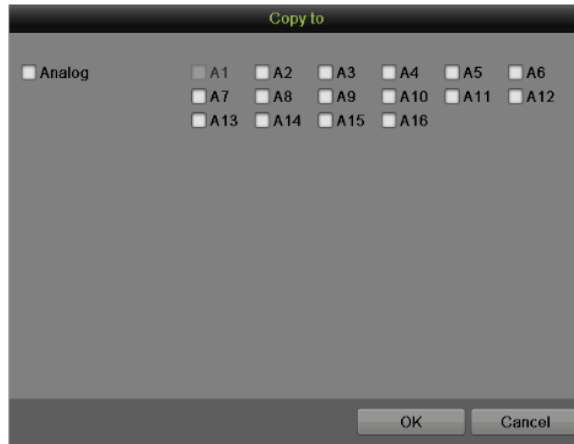 Copy to
Analog A1 A2 A3 A4 A5 A6
A7 A8 A9 A10 A11 A12
A13 A14 A15 A16
OK Cancel